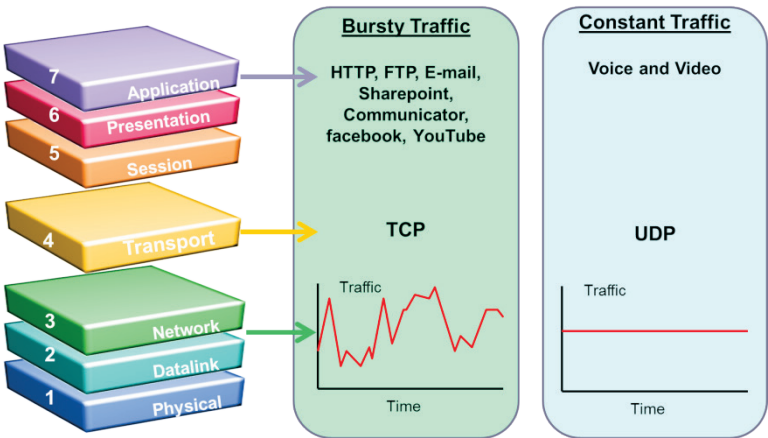 7
Application
6
Presentation
5
Session
4
Transport
3
Network
2
Datalink
1
Physical
Bursty Traffic
HTTP, FTP, E-mail,
Sharepoint,
Communicator,
facebook, YouTube
TCP
Traffic
Time
Constant Traffic
Voice and Video
UDP
Traffic
Time